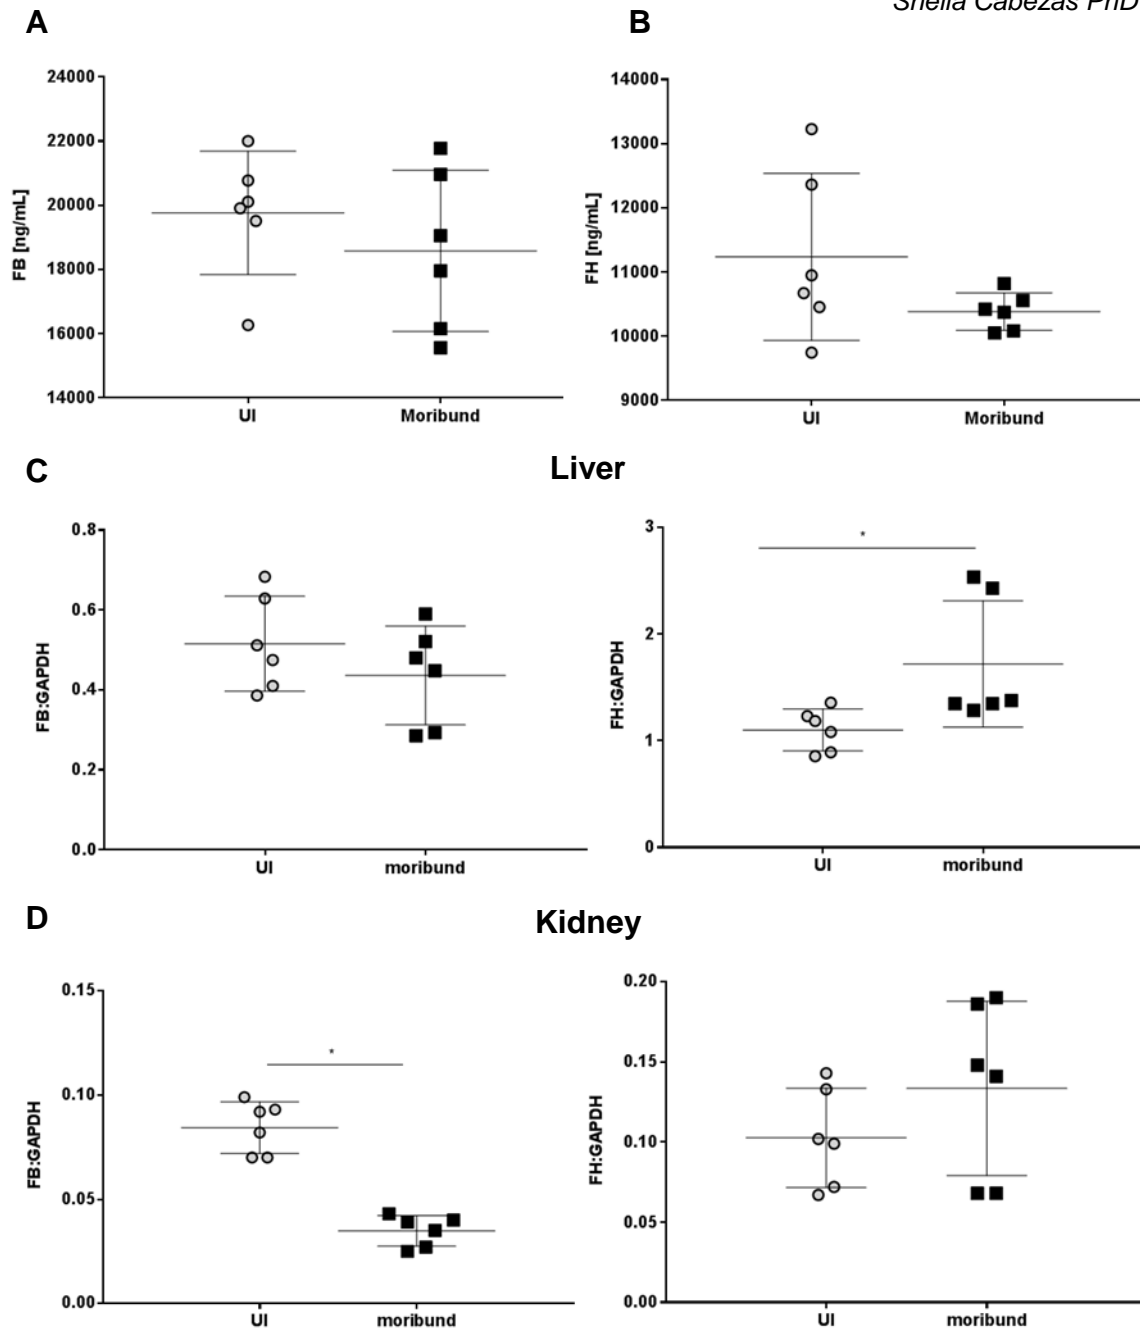 Sheila Cabezas PhD
A
B
24000
22000
20000
18000
16000
14000
FB [ng/mL]
UI
Moribund
14000
13000
12000
11000
10000
9000
FH [ng/mL]
UI
Moribund
C
Liver
0.8
0.6
0.4
0.2
0.0
FB:GAPDH
UI
moribund
3
2
1
0
FH:GAPDH
*
UI
moribund
D
Kidney
0.15
0.10
0.05
0.00
FB:GAPDH
*
UI
moribund
0.20
0.15
0.10
0.05
0.00
FH:GAPDH
UI
moribund